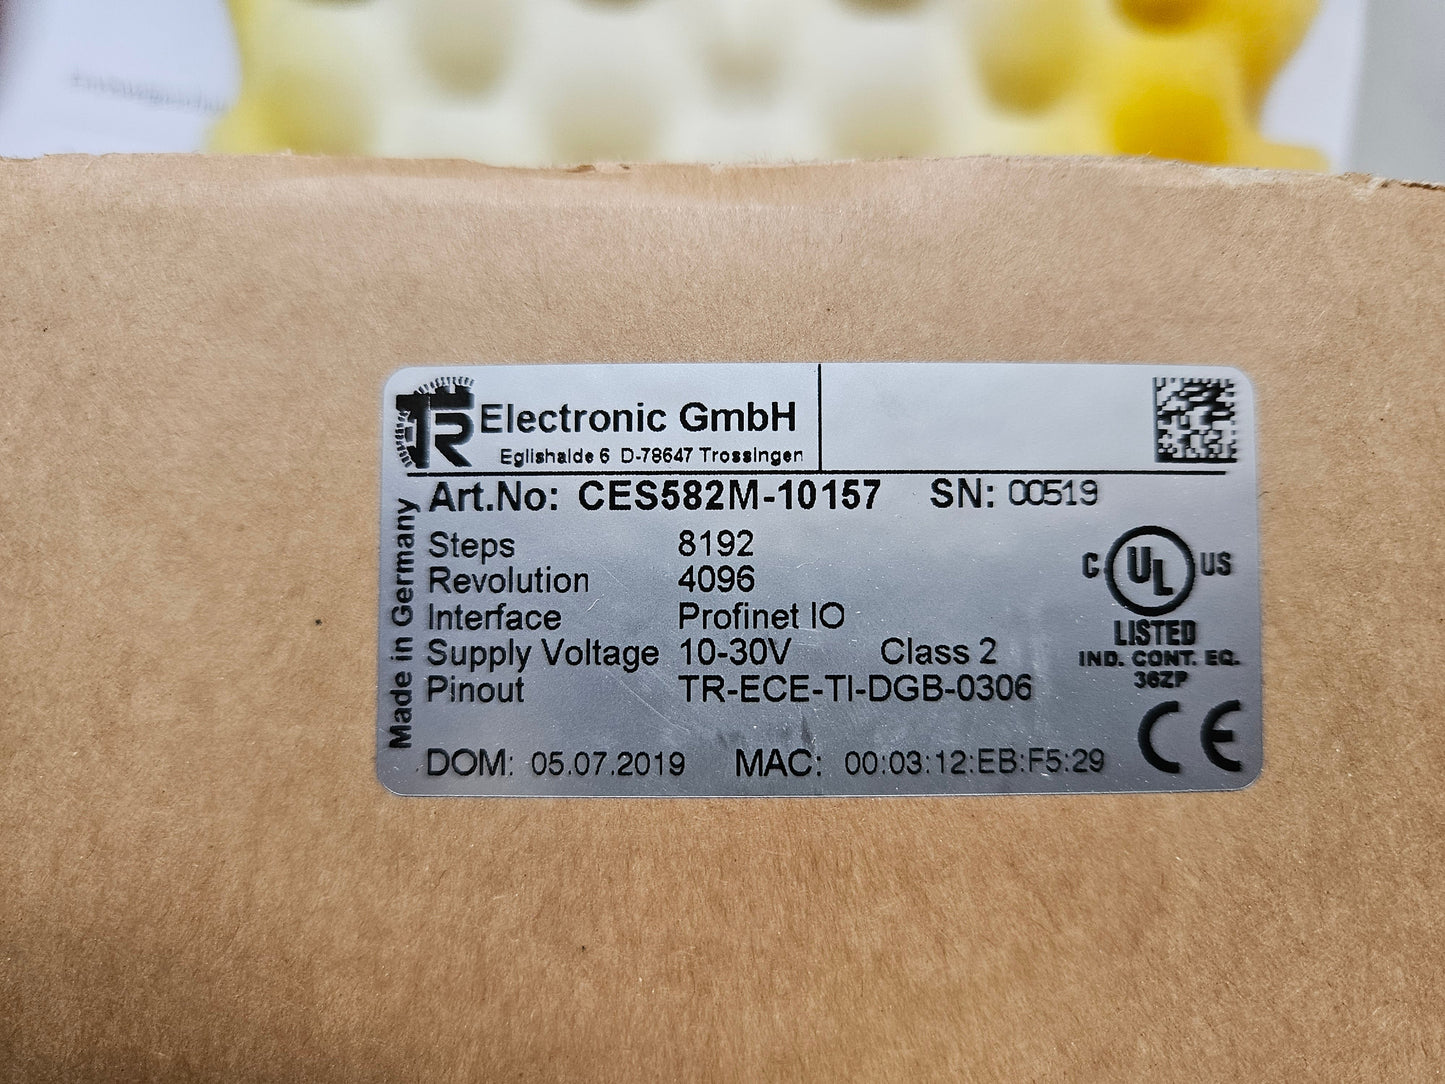 TR Electronic GmbH
Eglishalde 6 D-78647 Trossingen
Art.No: CES582M-10157 SN: 00519
Steps 8192
Revolution 4096
Interface Profinet IO
Supply Voltage 10-30V Class 2
Pinout TR-ECE-TI-DGB-0306
DOM: 05.07.2019 MAC: 00:03:12:EB:F5:29
Made in Germany
C UL US
LISTED
IND. CONT. EQ.
36ZP
CE